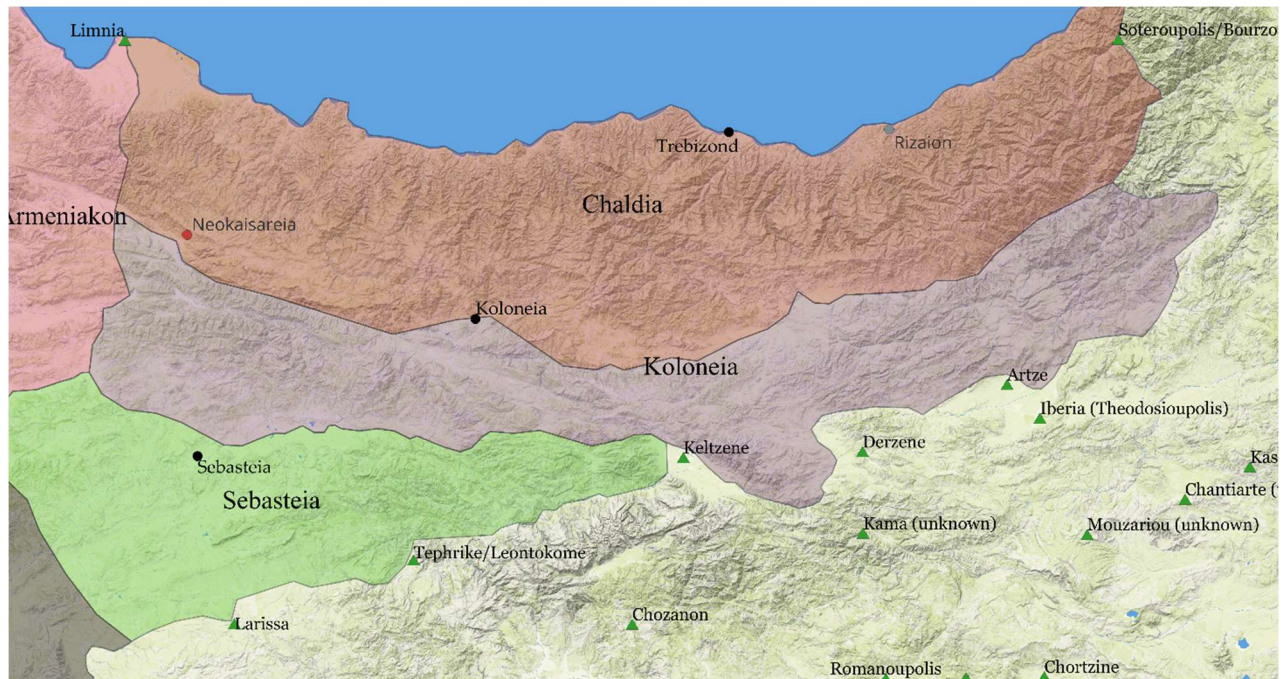 Limnia
Soteroupolis/Bourzo
Trebizond
Rizaion
Chaldia
Armeniakon
Neokaisareia
Koloneia
Koloneia
Artze
Iberia (Theodosioupolis)
Derzene
Keltzene
Kas
Sebasteia
Sebasteia
Chantiarte (
Kama (unknown)
Mouzariou (unknown)
Tephrike/Leontokome
Chozanon
Larissa
Romanoupolis
Chortzine